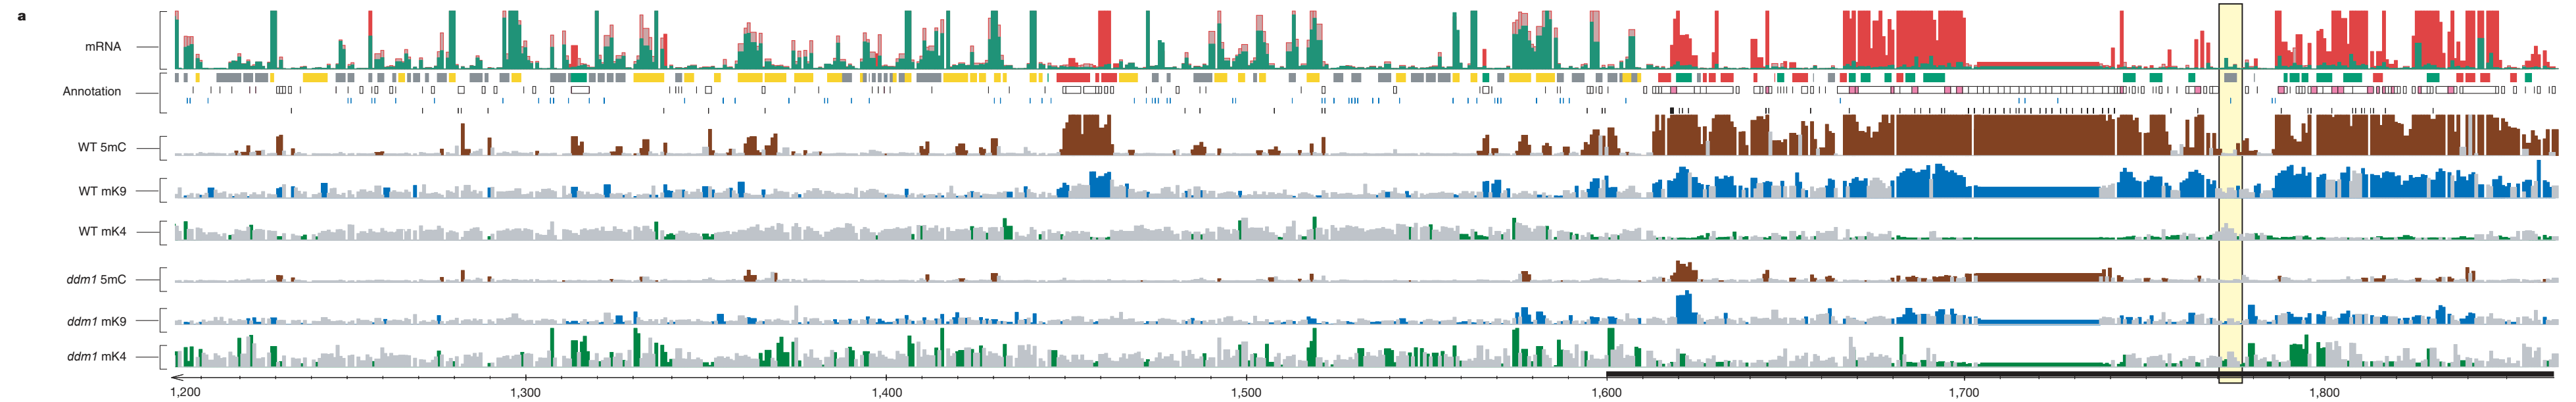 a
mRNA
Annotation
WT 5mC
WT mK9
WT mK4
ddm1 5mC
ddm1 mK9
ddm1 mK4
1,200 1,300 1,400 1,500 1,600 1,700 1,800